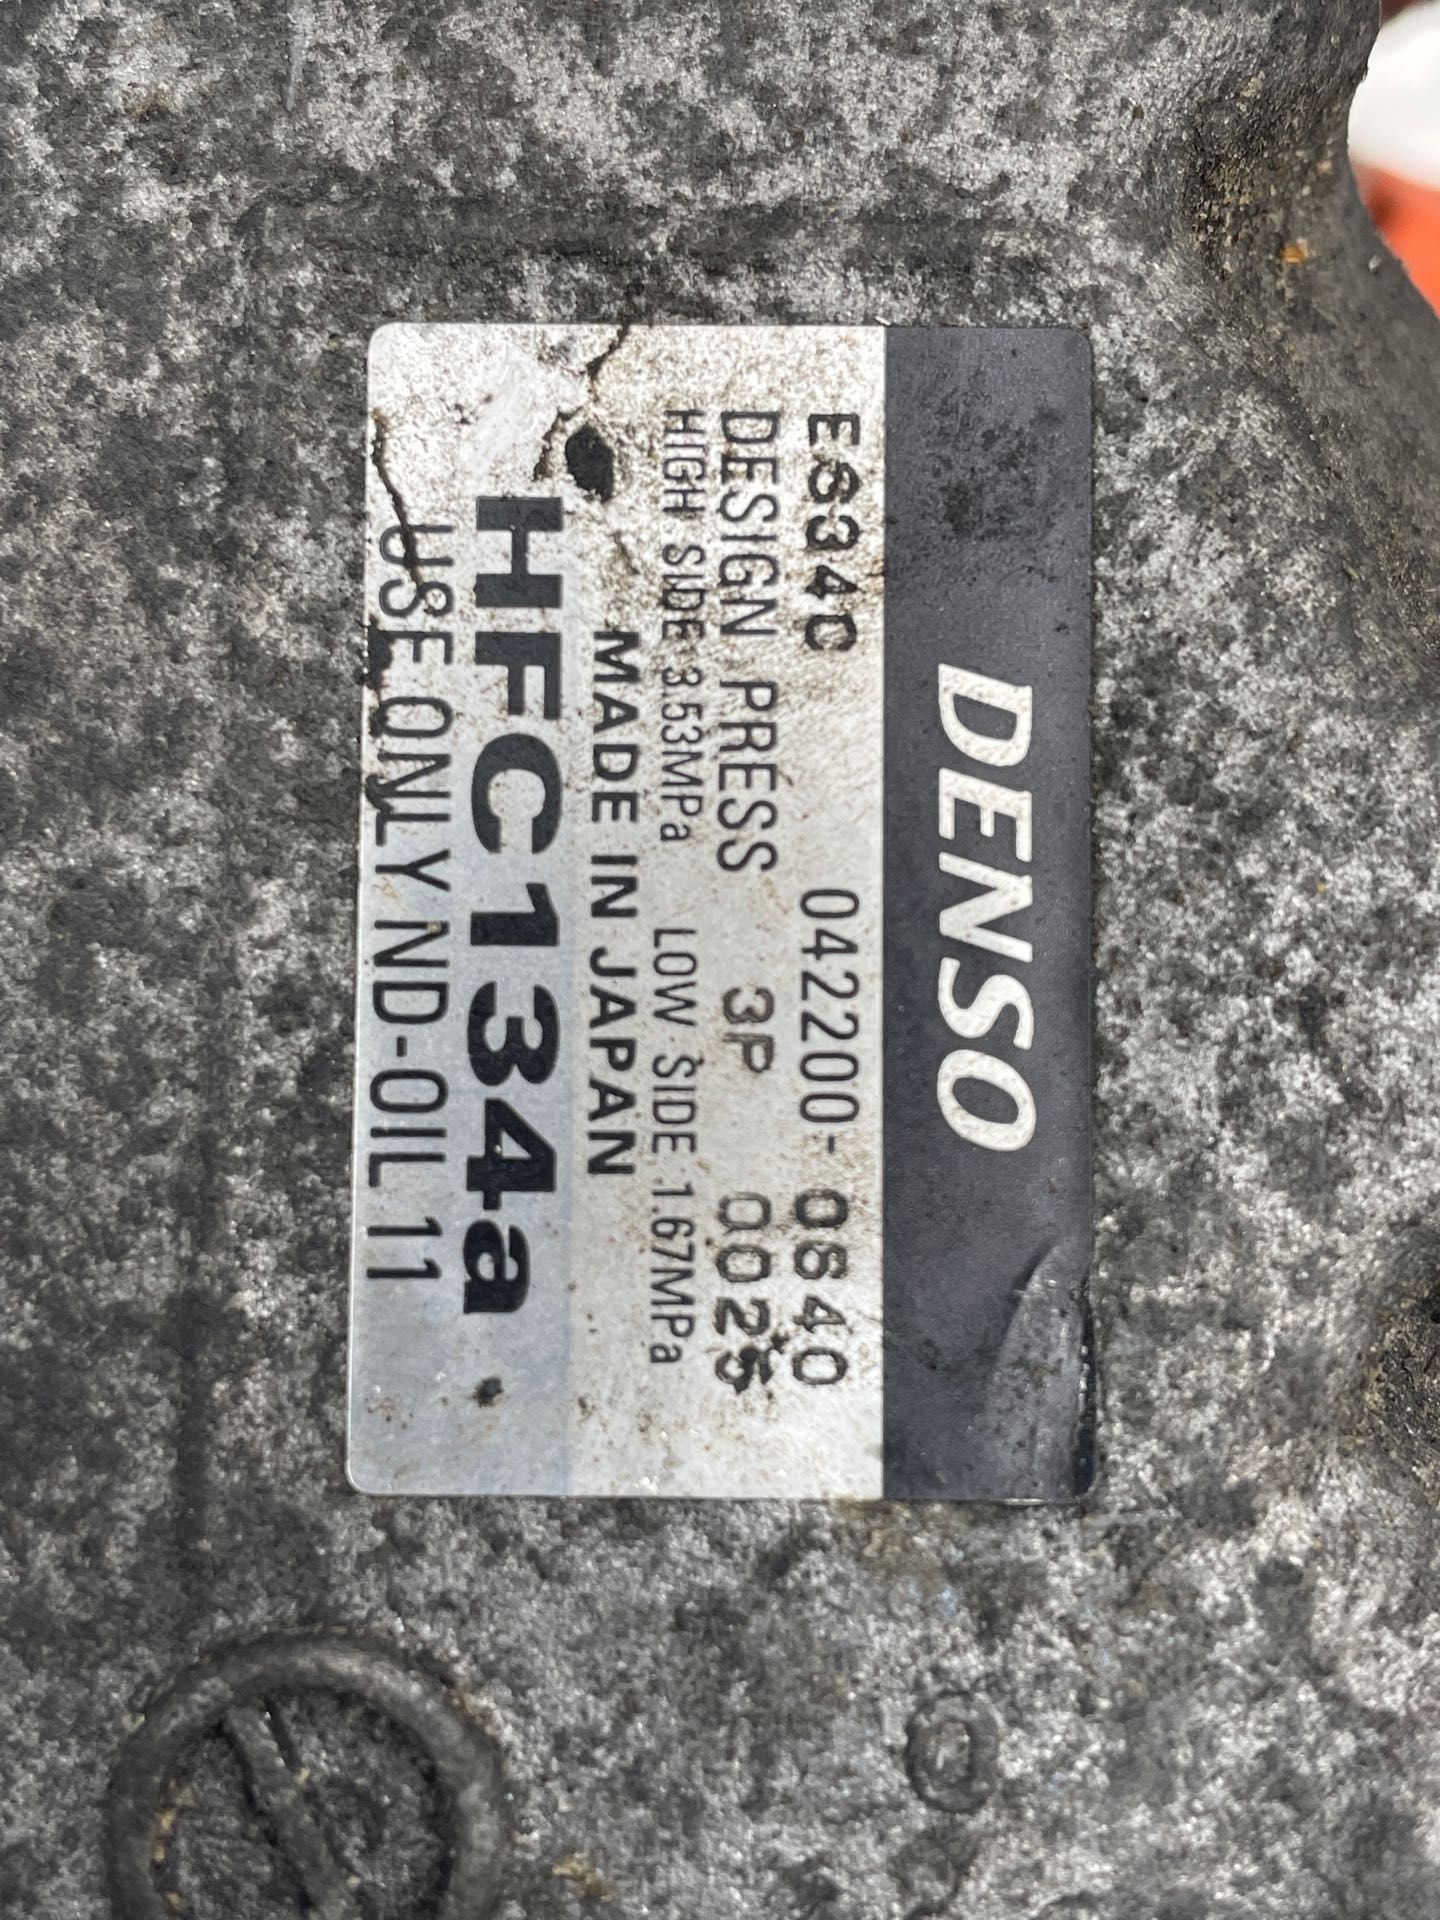 DENSO
ES34C 042200-0840
DESIGN PRESS 3P 0025
HIGH SIDE 3.53MPa LOW SIDE 1.67MPa
MADE IN JAPAN
HFC134a
USE ONLY ND-OIL 11